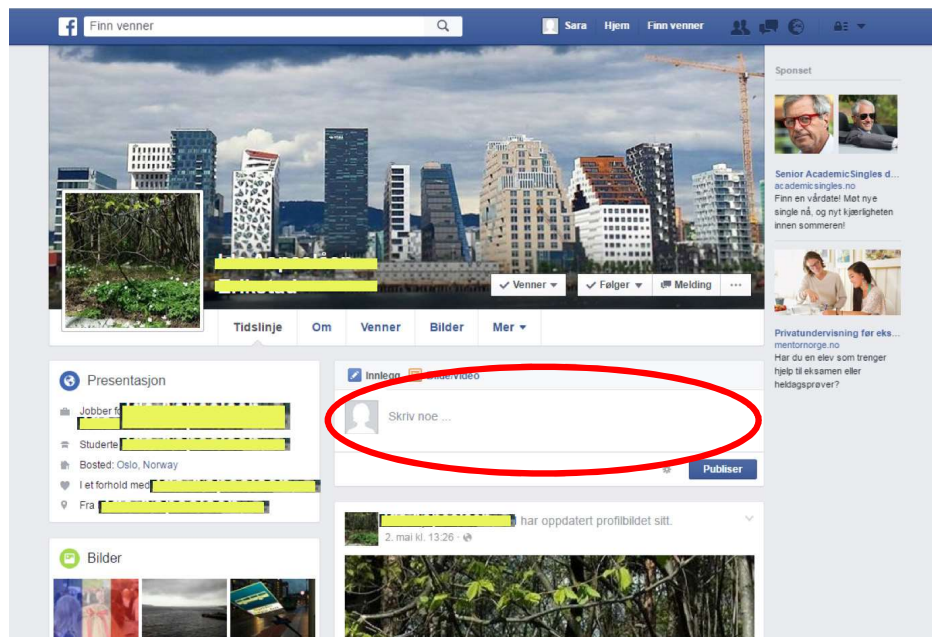 f Finn venner Sara Hjem Finn venner
Sponset
Senior AcademicSingles d...
academicsingles.no
Finn en vårdate! Møt nye
single nå, og nyt kjærligheten
innen sommeren!
Venner Følger Melding ...
Tidslinje Om Venner Bilder Mer
Privatundervisning før eks...
mentornorge.no
Har du en elev som trenger
hjelp til eksamen eller
heldagsprøver?
Presentasjon
Jobber
Studerte
Bosted: Oslo, Norway
I et forhold med
Fra
Innlegg
Skriv noe ...
Publiser
har oppdatert profilbildet sitt.
2. mai kl. 13:26
Bilder